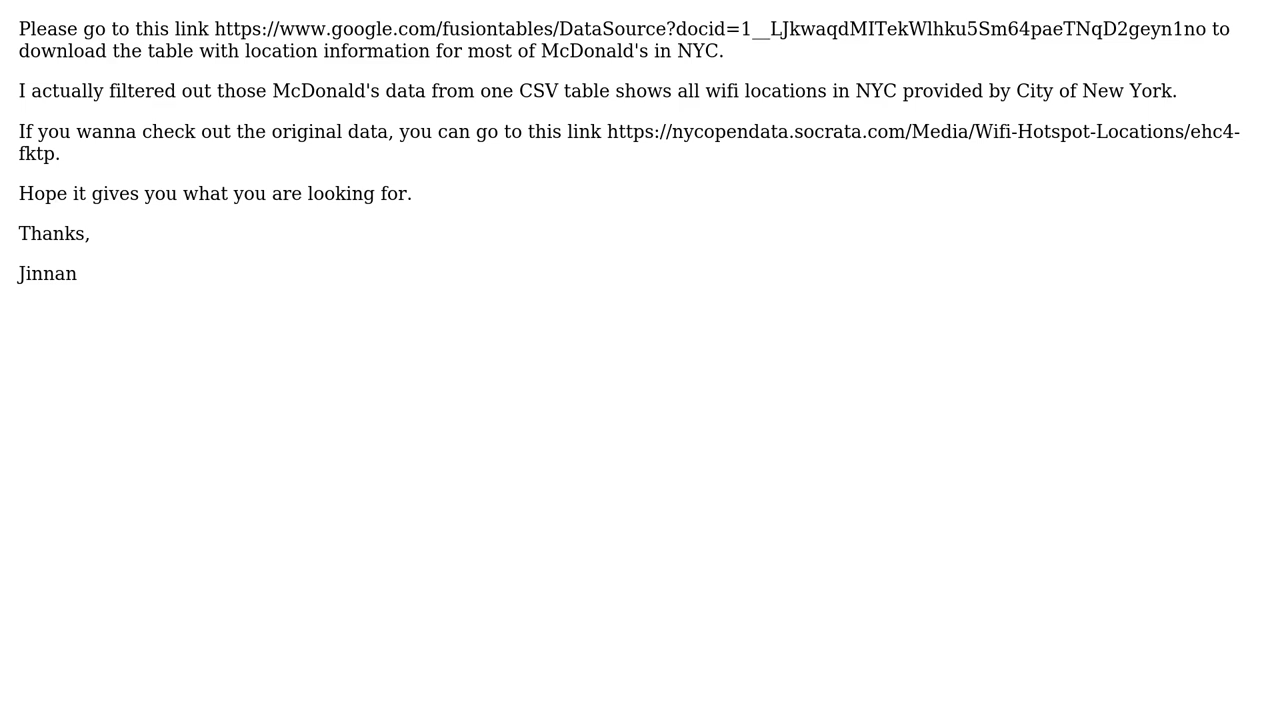 Please go to this link https://www.google.com/fusiontables/DataSource?docid=1__LJkwaqdMITekWlhku5Sm64paeTNqD2geyn1no to
download the table with location information for most of McDonald's in NYC.
I actually filtered out those McDonald's data from one CSV table shows all wifi locations in NYC provided by City of New York.
If you wanna check out the original data, you can go to this link https://nycopendata.socrata.com/Media/Wifi-Hotspot-Locations/ehc4-
fktp.
Hope it gives you what you are looking for.
Thanks,
Jinnan